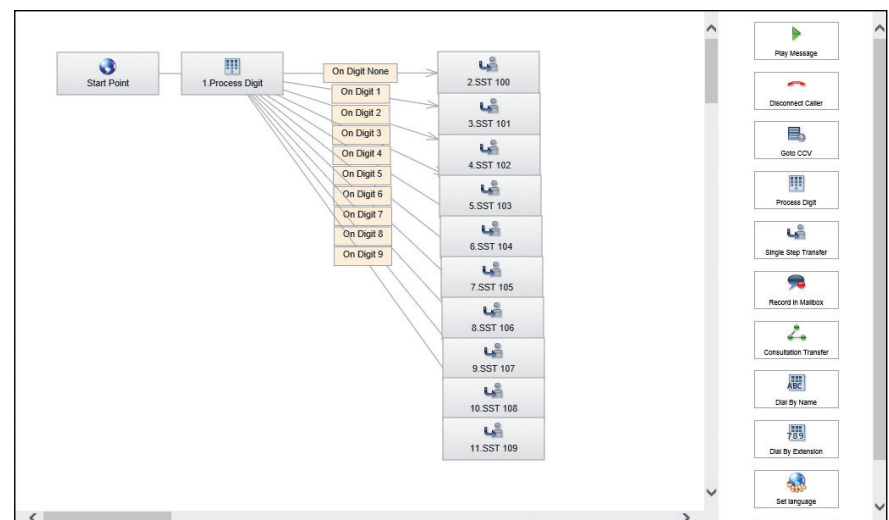 Start Point
1.Process Digit
On Digit None
On Digit 1
On Digit 2
On Digit 3
On Digit 4
On Digit 5
On Digit 6
On Digit 7
On Digit 8
On Digit 9
2.SST 100
3.SST 101
4.SST 102
5.SST 103
6.SST 104
7.SST 105
8.SST 106
9.SST 107
10.SST 108
11.SST 109
Play Message
Disconnect Caller
Goto CCV
Process Digit
Single Step Transfer
Record In Mailbox
Consultation Transfer
ABC
Dial By Name
789
Dial By Extension
Set language